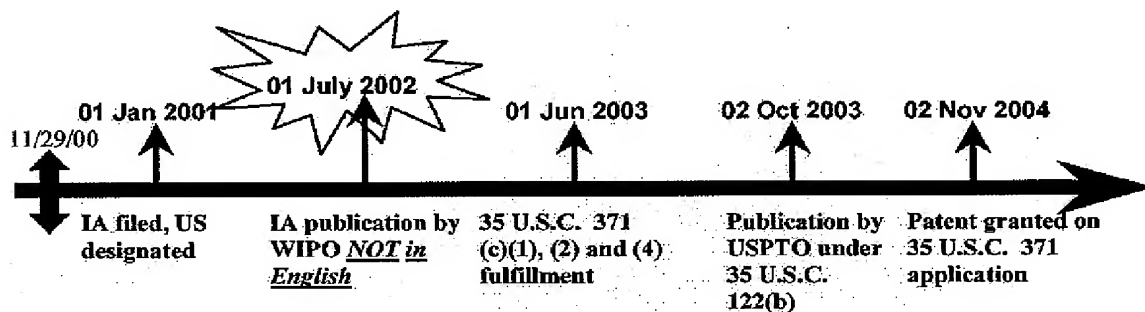 01 July 2002
01 Jan 2001
01 Jun 2003
02 Oct 2003
02 Nov 2004
11/29/00
IA filed, US
designated
IA publication by
WIPO NOT in
English
35 U.S.C. 371
(c)(1), (2) and (4)
fulfillment
Publication by
USPTO under
35 U.S.C.
122(b)
Patent granted on
35 U.S.C. 371
application